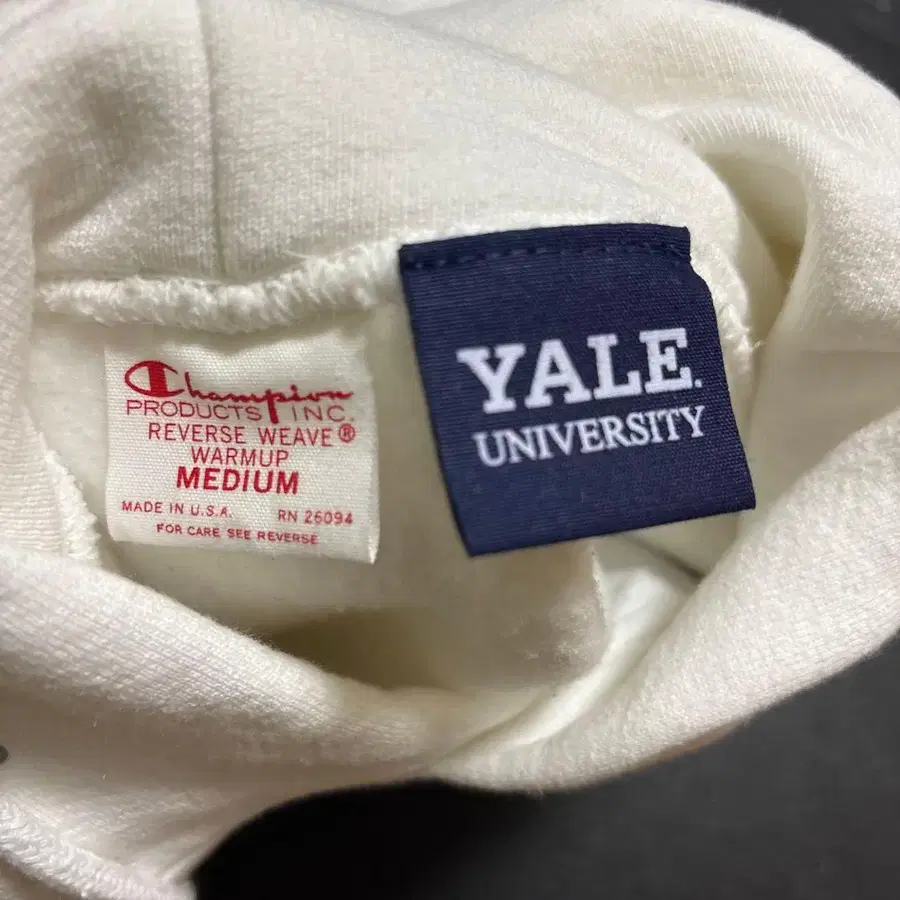 Champion
PRODUCTS INC.
REVERSE WEAVE®
WARMUP
MEDIUM
MADE IN U.S.A. RN 26094
FOR CARE SEE REVERSE
YALE.
UNIVERSITY